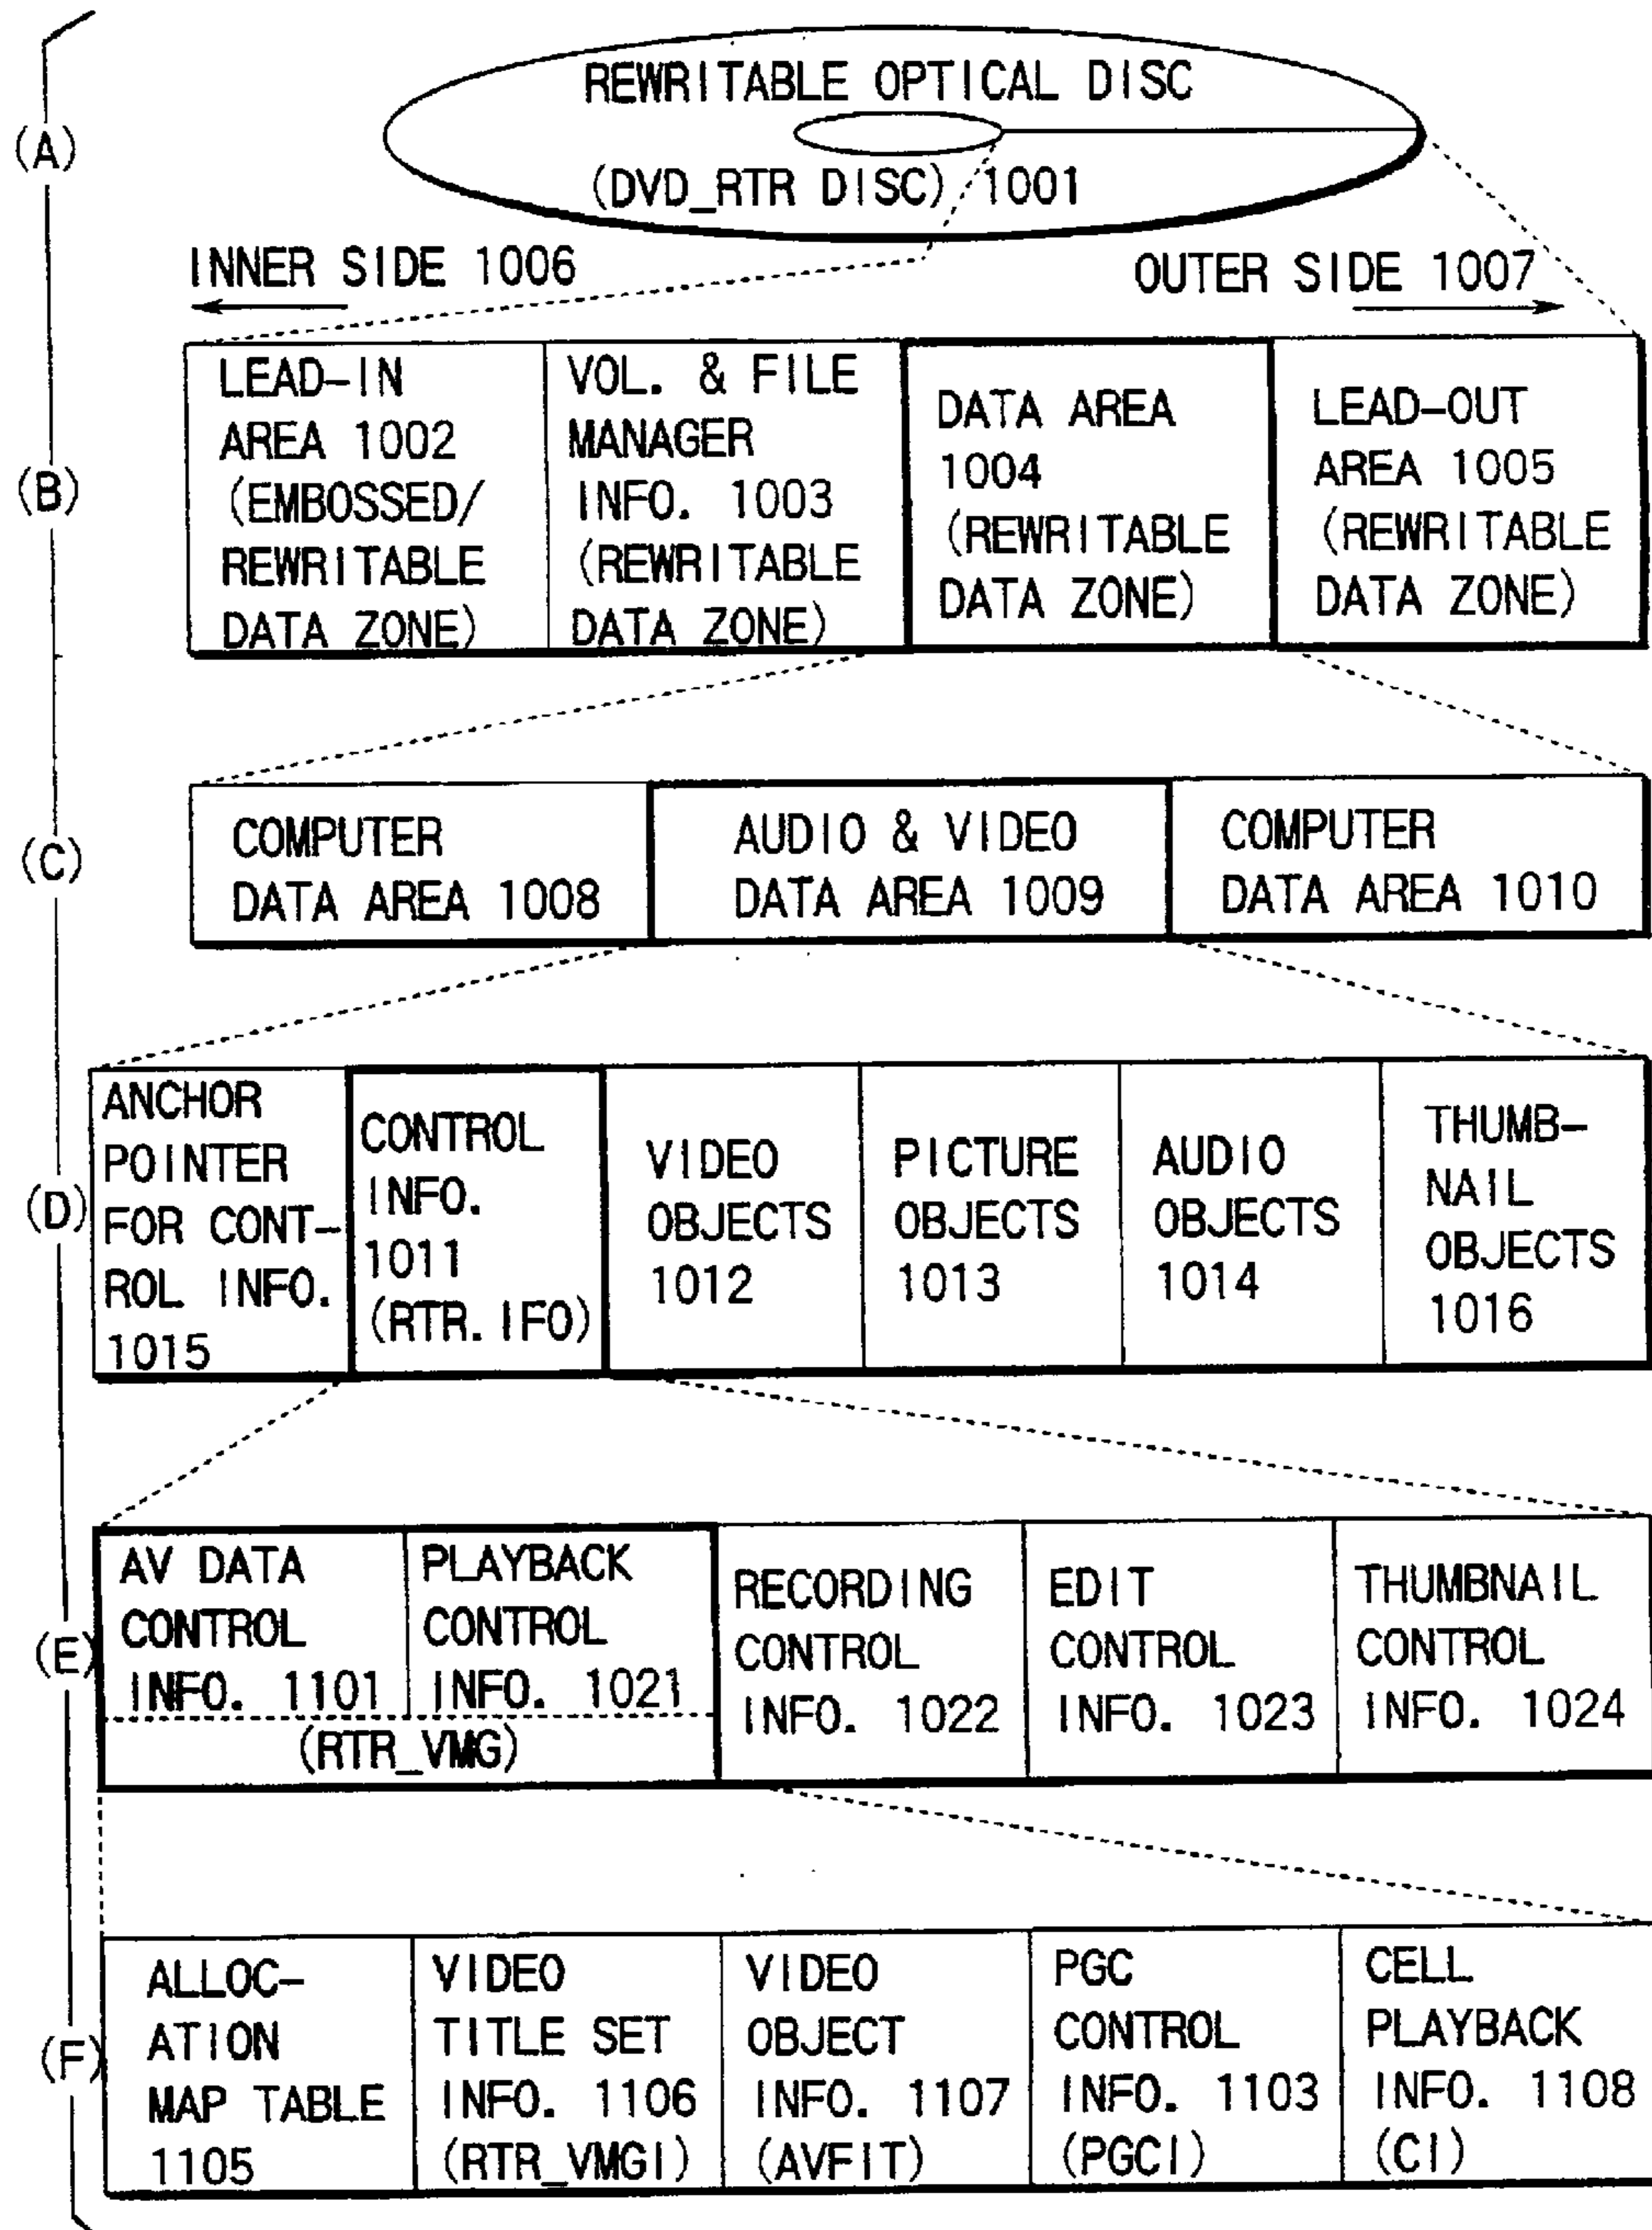 (A)
REWRITABLE OPTICAL DISC
(DVD_RTR DISC) 1001
INNER SIDE 1006
OUTER SIDE 1007
(B)
LEAD-IN
AREA 1002
(EMBOSSED/
REWRITABLE
DATA ZONE)
VOL. & FILE
MANAGER
INFO. 1003
(REWRITABLE
DATA ZONE)
DATA AREA
1004
(REWRITABLE
DATA ZONE)
LEAD-OUT
AREA 1005
(REWRITABLE
DATA ZONE)
(C)
COMPUTER
DATA AREA 1008
AUDIO & VIDEO
DATA AREA 1009
COMPUTER
DATA AREA 1010
(D)
ANCHOR
POINTER
FOR CONT-
ROL INFO.
1015
CONTROL
INFO.
1011
(RTR.IFO)
VIDEO
OBJECTS
1012
PICTURE
OBJECTS
1013
AUDIO
OBJECTS
1014
THUMB-
NAIL
OBJECTS
1016
(E)
AV DATA
CONTROL
INFO. 1101
PLAYBACK
CONTROL
INFO. 1021
(RTR_VMG)
RECORDING
CONTROL
INFO. 1022
EDIT
CONTROL
INFO. 1023
THUMBNAIL
CONTROL
INFO. 1024
(F)
ALLOC-
ATION
MAP TABLE
1105
VIDEO
TITLE SET
INFO. 1106
(RTR_VMGI)
VIDEO
OBJECT
INFO. 1107
(AVFIT)
PGC
CONTROL
INFO. 1103
(PGCI)
CELL
PLAYBACK
INFO. 1108
(CI)